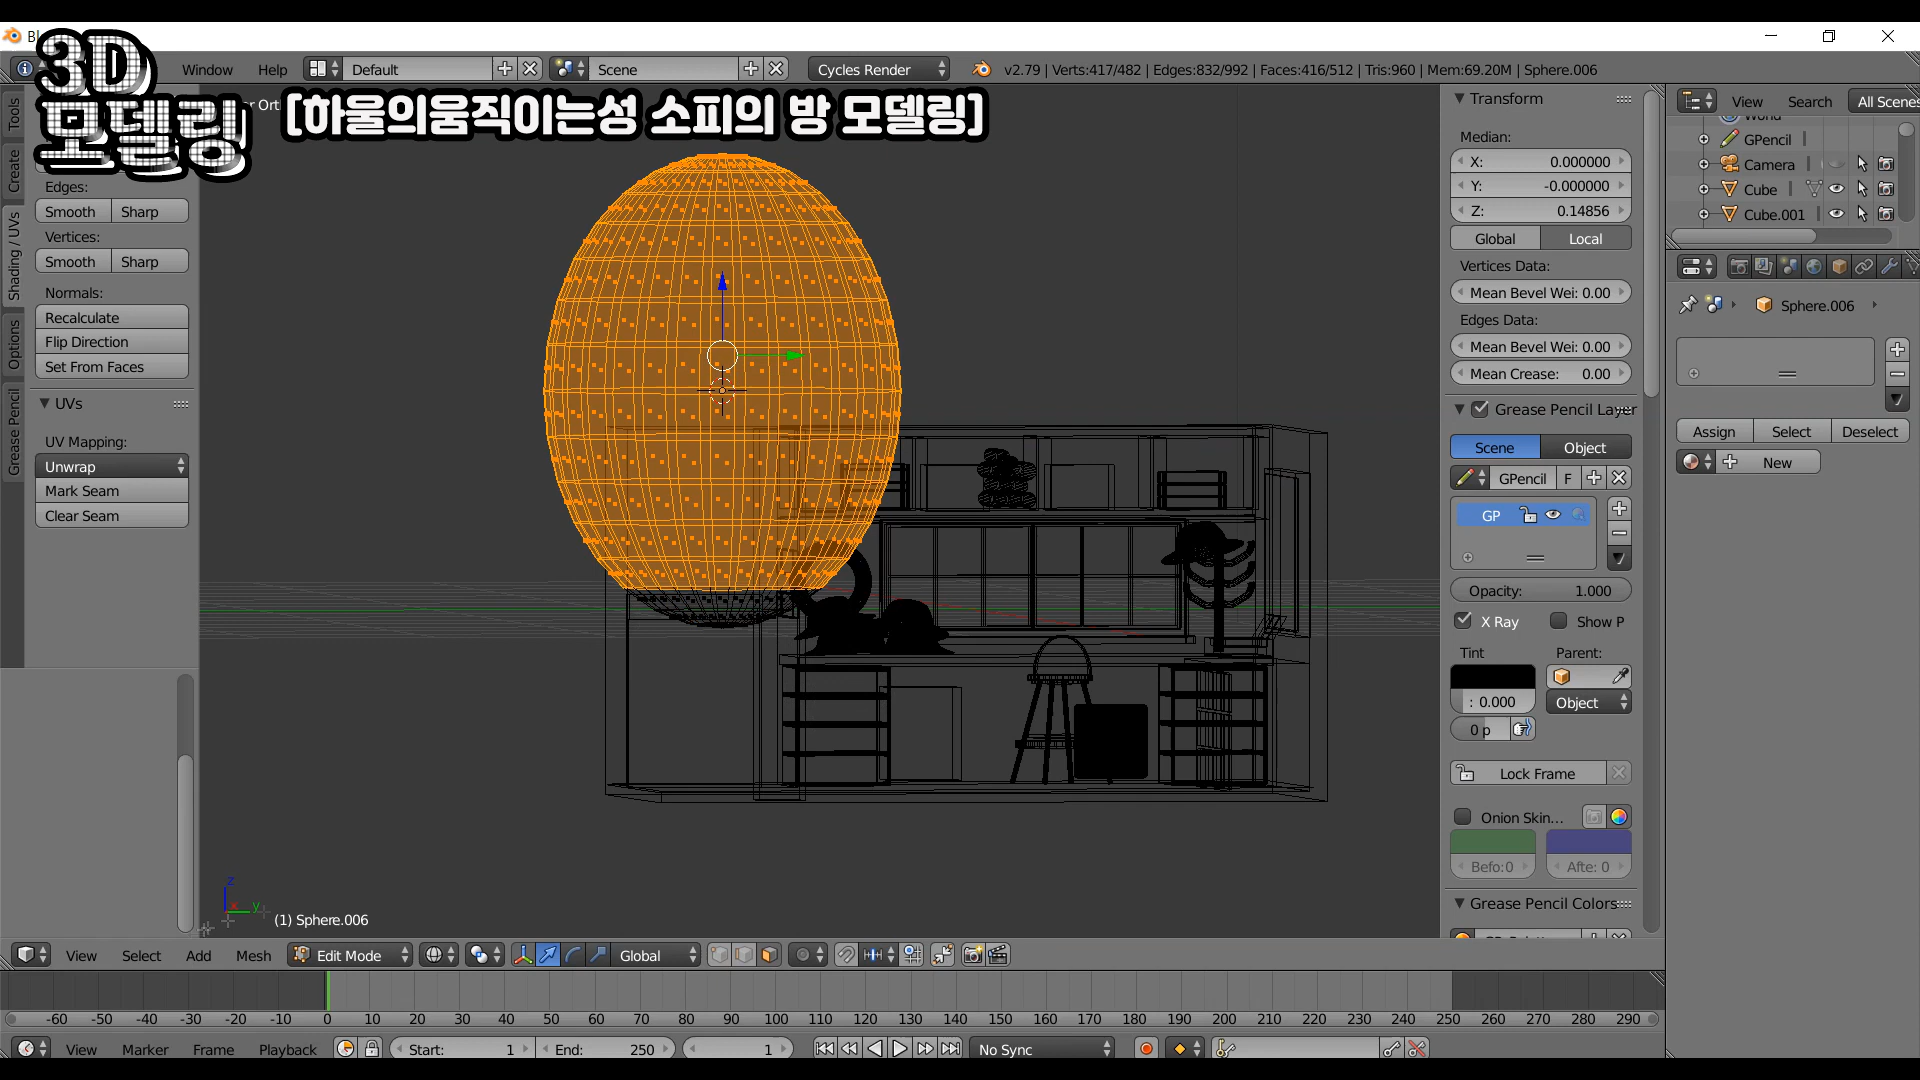 3D
모델링
[하울의움직이는성 소피의 방 모델링]
Window
Help
Default
Scene
Cycles Render
v2.79 | Verts:417/482 | Edges:832/992 | Faces:416/512 | Tris:960 | Mem:69.20M | Sphere.006
Tools
Create
Shading / UVs
Options
Grease Pencil
Edges:
Smooth
Sharp
Vertices:
Smooth
Sharp
Normals:
Recalculate
Flip Direction
Set From Faces
UVs
UV Mapping:
Unwrap
Mark Seam
Clear Seam
z
x
y
(1) Sphere.006
Transform
Median:
X: 0.000000
Y: -0.000000
Z: 0.14856
Global
Local
Vertices Data:
Mean Bevel Wei: 0.00
Edges Data:
Mean Bevel Wei: 0.00
Mean Crease: 0.00
Grease Pencil Layer
Scene
Object
GPencil
F
GP
Opacity: 1.000
X Ray
Show P
Tint
Parent:
: 0.000
Object
0 p
Lock Frame
Onion Skin...
Befo:0
Afte: 0
Grease Pencil Colors
View
Search
All Scenes
World
GPencil
Camera
Cube
Cube.001
Sphere.006
Assign
Select
Deselect
New
View
Select
Add
Mesh
Edit Mode
Global
-60 -50 -40 -30 -20 -10 0 10 20 30 40 50 60 70 80 90 100 110 120 130 140 150 160 170 180 190 200 210 220 230 240 250 260 270 280 290
View
Marker
Frame
Playback
Start: 1
End: 250
1
No Sync